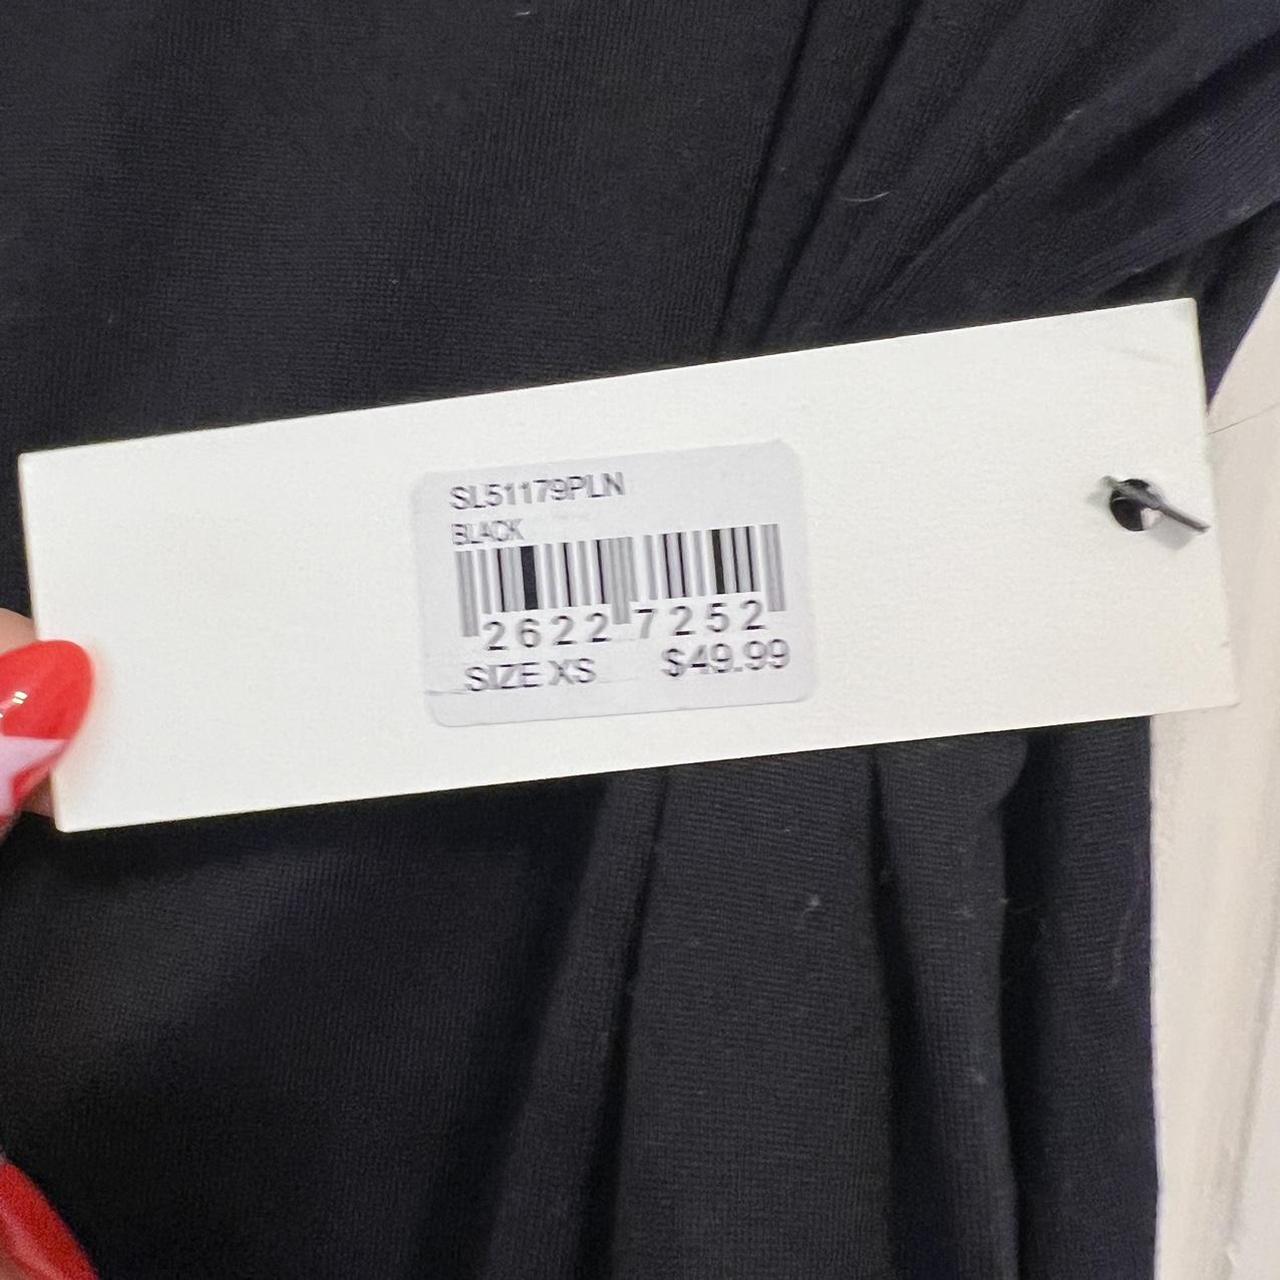 SL51179PLN
BLACK
2622 7252
SIZE XS $49.99